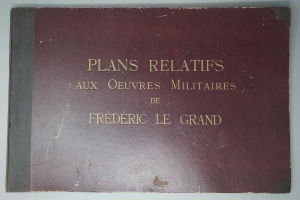 PLANS RELATIFS
AUX OEUVRES MILITAIRES
DE
FRÉDÉRIC LE GRAND